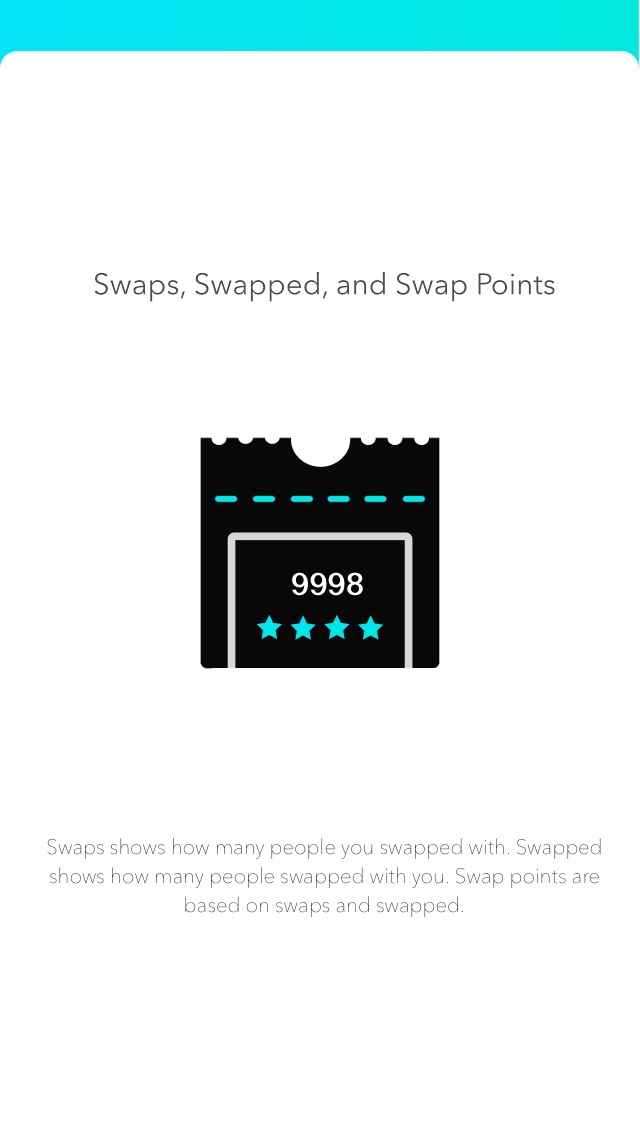 Swaps, Swapped, and Swap Points
9998
Swaps shows how many people you swapped with. Swapped
shows how many people swapped with you. Swap points are
based on swaps and swapped.